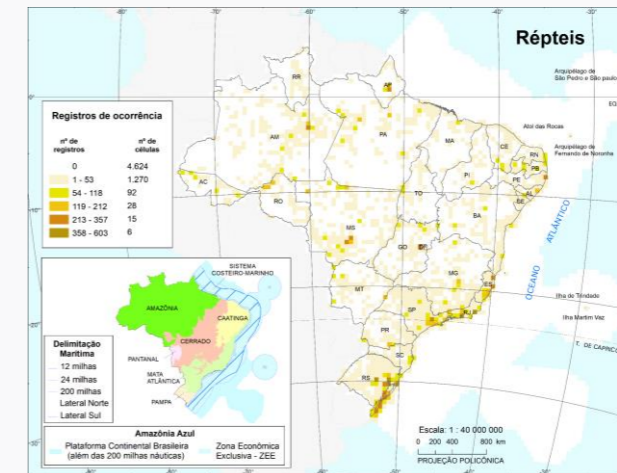 Répteis
Arquipélago de
São Pedro e São paulo
Atol das Rocas
Arquipélago de
Fernando de Noronha
OCEANO ATLÂNTICO
Ilha de Trindade
Ilha Martim Vaz
T. DE CAPRIC
Registros de ocorrência
nº de registros nº de células
0 4.624
1 - 53 1.270
54 - 118 92
119 - 212 28
213 - 357 15
358 - 603 6
RR
AP
AM
PA
MA
CE
RN
PB
PE
AL
SE
PI
AC
RO
TO
BA
MS
GO
DF
MT
MG
ES
SP
RJ
PR
SC
RS
SISTEMA
COSTEIRO-MARINHO
AMAZÔNIA
CAATINGA
CERRADO
PANTANAL
MATA
ATLÂNTICA
PAMPA
Delimitação
Marítima
12 milhas
24 milhas
200 milhas
Lateral Norte
Lateral Sul
Amazônia Azul
Plataforma Continental Brasileira
(além das 200 milhas náuticas)
Zona Econômica
Exclusiva - ZEE
Escala: 1 : 40 000 000
0 200 400 800 km
PROJEÇÃO POLICÔNICA